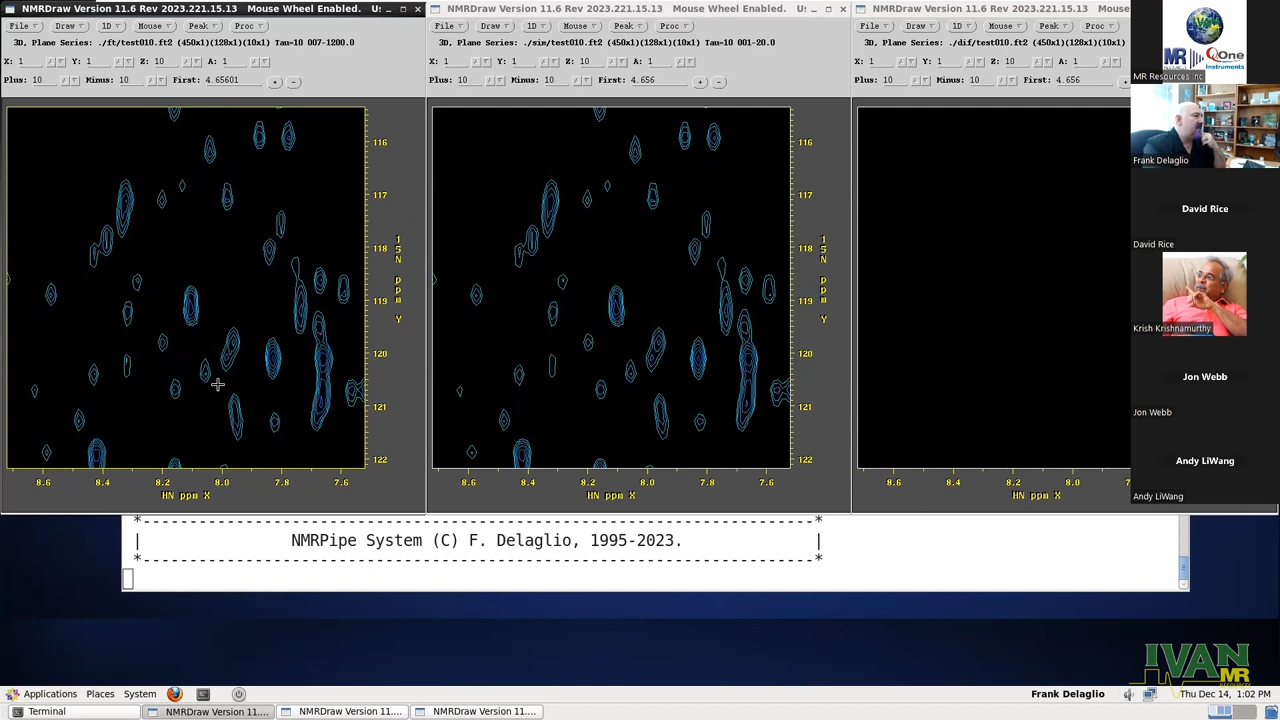 NMRDraw Version 11.6 Rev 2023.221.15.13 Mouse Wheel Enabled. U:
File Draw 1D Mouse Peak Proc
3D, Plane Series: ./ft/test010.ft2 (450x1)(128x1)(10x1) Tau=10 007-1200.0
X: 1 Y: 1 Z: 10 A: 1
Plus: 10 Minus: 10 First: 4.65601 + -
116
117
118
119
120
121
122
15N ppm Y
8.6 8.4 8.2 8.0 7.8 7.6
HN ppm X
NMRDraw Version 11.6 Rev 2023.221.15.13 Mouse Wheel Enabled. U:
File Draw 1D Mouse Peak Proc
3D, Plane Series: ./sim/test010.ft2 (450x1)(128x1)(10x1) Tau=10 001-20.0
X: 1 Y: 1 Z: 10 A: 1
Plus: 10 Minus: 10 First: 4.656 + -
116
117
118
119
120
121
122
15N ppm Y
8.6 8.4 8.2 8.0 7.8 7.6
HN ppm X
NMRDraw Version 11.6 Rev 2023.221.15.13 Mouse
File Draw 1D Mouse Peak Proc
3D, Plane Series: ./dif/test010.ft2 (450x1)(128x1)(10x1)
X: 1 Y: 1 Z: 10 A: 1
Plus: 10 Minus: 10 First: 4.656
8.6 8.4 8.2 8.0 7.8
HN ppm X
MR QOne
Instruments
MR Resources Inc
Frank Delaglio
David Rice
David Rice
Krish Krishnamurthy
Jon Webb
Jon Webb
Andy LiWang
Andy LiWang
*--------------------------------------------------------------------------*
| NMRPipe System (C) F. Delaglio, 1995-2023. |
*--------------------------------------------------------------------------*
IVAN
MR RESOURCES
Applications Places System Frank Delaglio Thu Dec 14, 1:02 PM
Terminal NMRDraw Version 11.... NMRDraw Version 11.... NMRDraw Version 11....